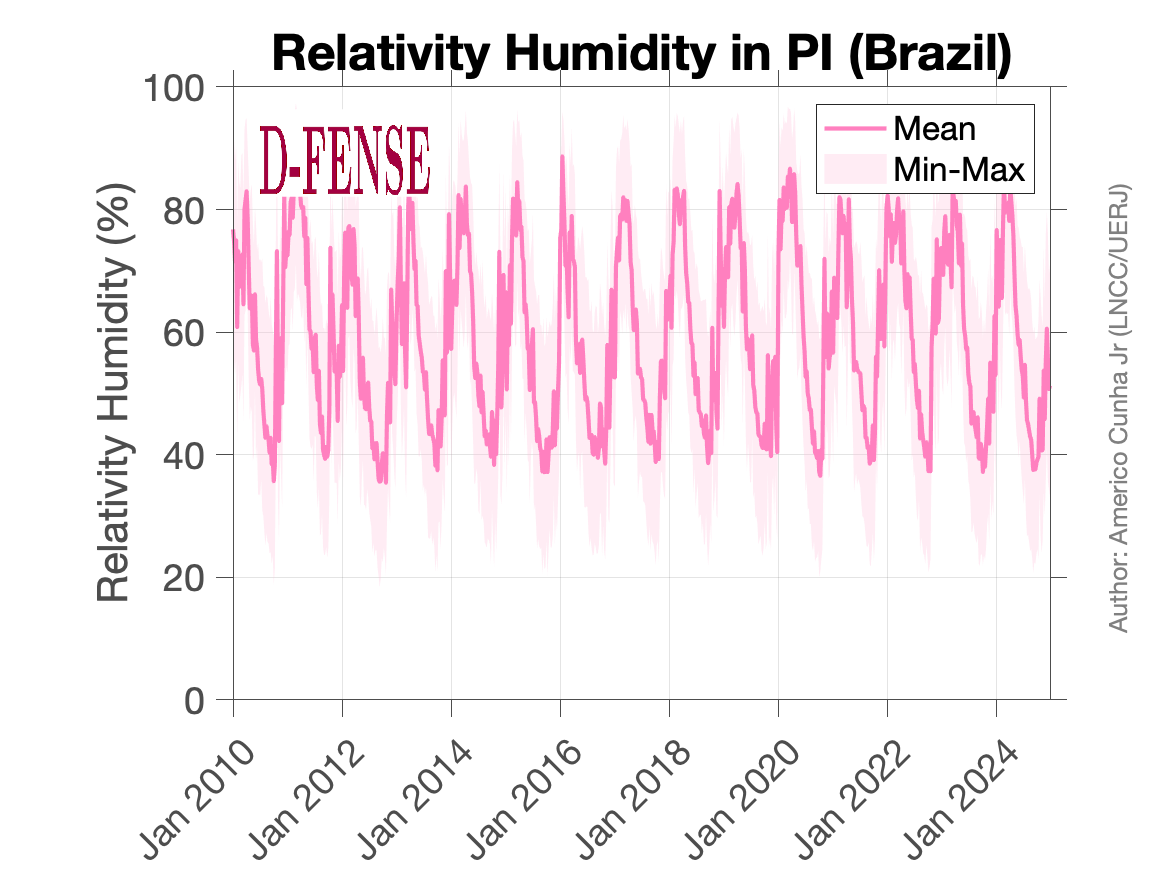 Relativity Humidity in PI (Brazil)
D-FENSE
Mean
Min-Max
Relativity Humidity (%)
100
80
60
40
20
0
Jan 2010
Jan 2012
Jan 2014
Jan 2016
Jan 2018
Jan 2020
Jan 2022
Jan 2024
Author: Americo Cunha Jr (LNCC/UERJ)